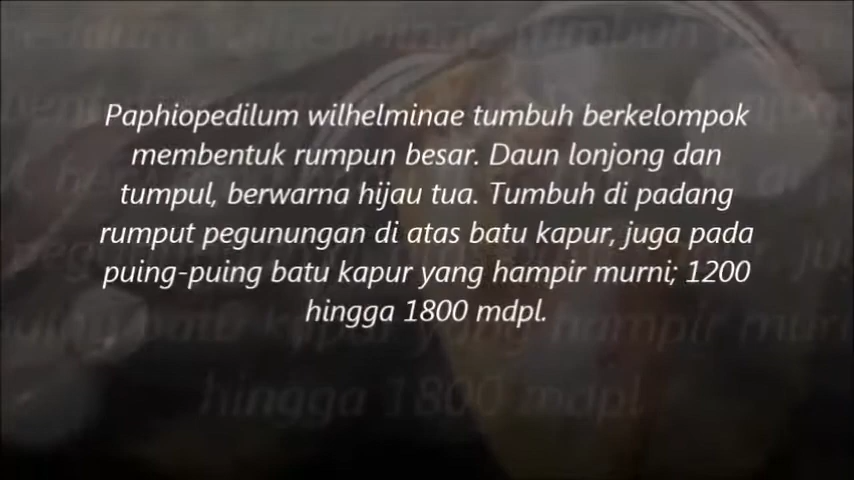 Paphiopedilum wilhelminae tumbuh berkelompok
membentuk rumpun besar. Daun lonjong dan
tumpul, berwarna hijau tua. Tumbuh di padang
rumput pegunungan di atas batu kapur, juga pada
puing-puing batu kapur yang hampir murni; 1200
hingga 1800 mdpl.